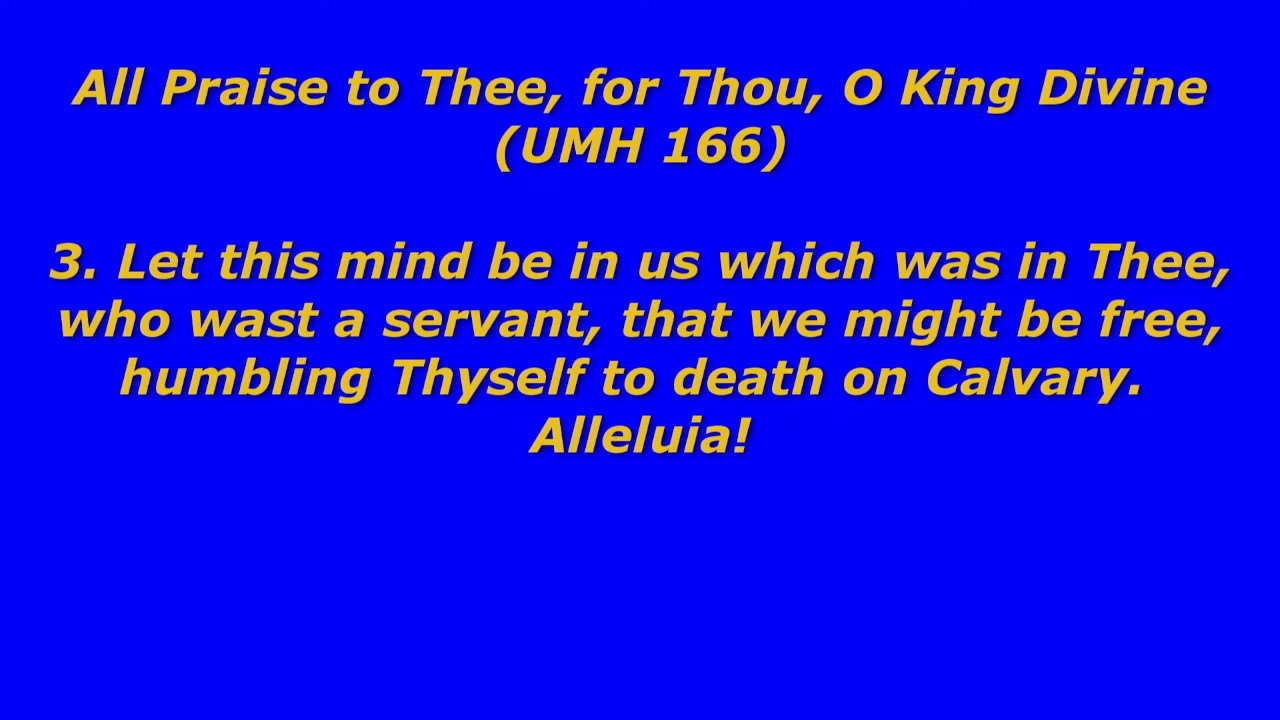 All Praise to Thee, for Thou, O King Divine
(UMH 166)
3. Let this mind be in us which was in Thee,
who wast a servant, that we might be free,
humbling Thyself to death on Calvary.
Alleluia!